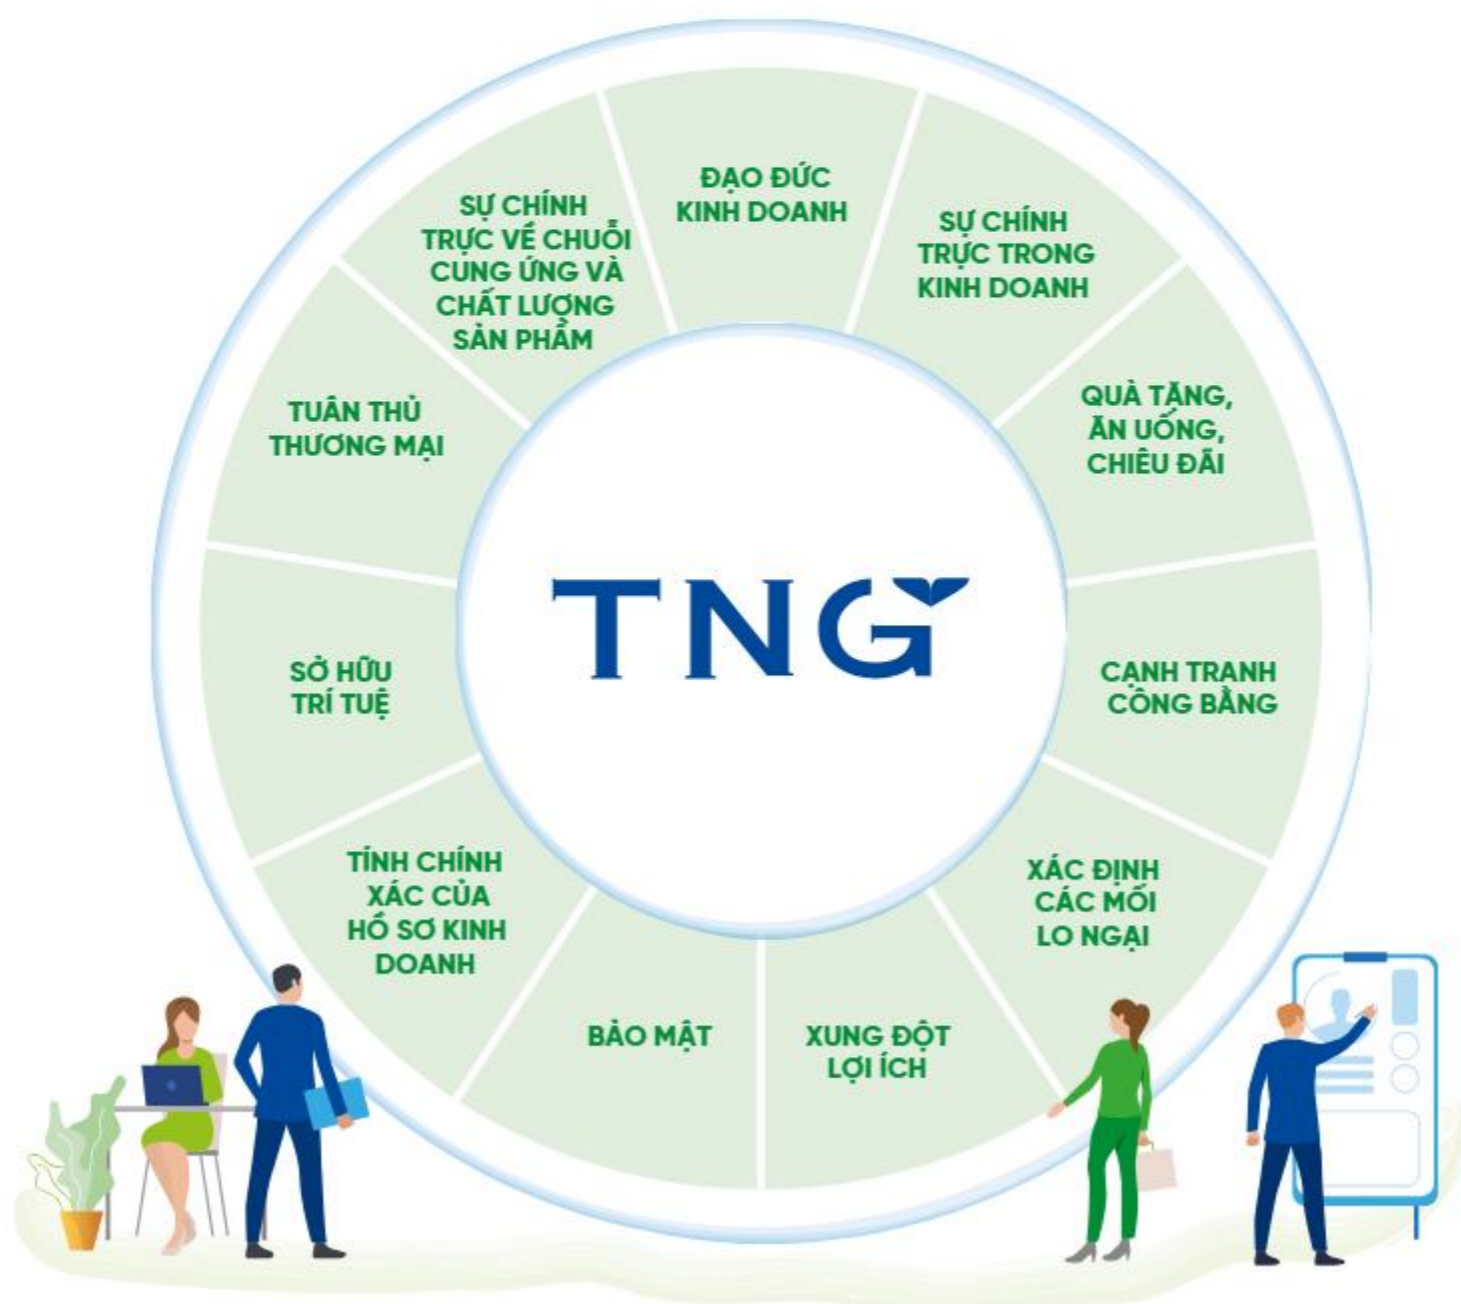 ĐẠO ĐỨC
KINH DOANH
SỰ CHÍNH
TRỰC TRONG
KINH DOANH
QUÀ TẶNG,
ĂN UỐNG,
CHIÊU ĐÃI
CẠNH TRANH
CÔNG BẰNG
XÁC ĐỊNH
CÁC MỐI
LO NGẠI
XUNG ĐỘT
LỢI ÍCH
BẢO MẬT
TÍNH CHÍNH
XÁC CỦA
HỒ SƠ KINH
DOANH
SỞ HỮU
TRÍ TUỆ
TUÂN THỦ
THƯƠNG MẠI
SỰ CHÍNH
TRỰC VỀ CHUỖI
CUNG ỨNG VÀ
CHẤT LƯỢNG
SẢN PHẨM
TNG